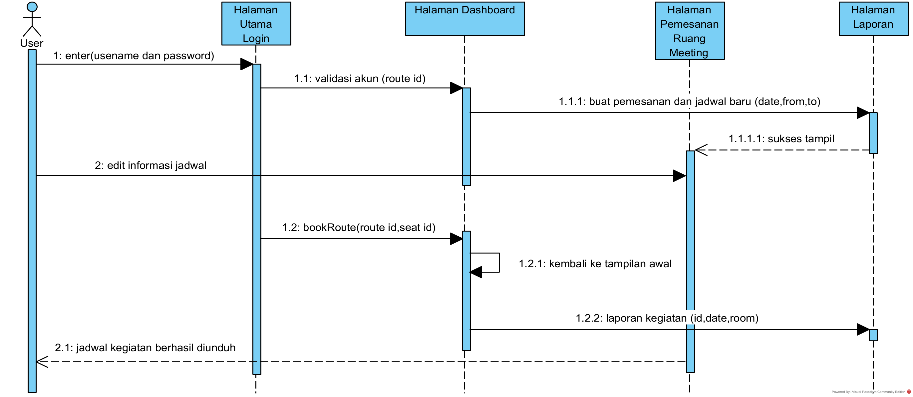 Halaman
Utama
Login
Halaman Dashboard
Halaman
Pemesanan
Ruang
Meeting
Halaman
Laporan
User
1: enter(usename dan password)
1.1: validasi akun (route id)
1.1.1: buat pemesanan dan jadwal baru (date,from,to)
1.1.1.1: sukses tampil
2: edit informasi jadwal
1.2: bookRoute(route id,seat id)
1.2.1: kembali ke tampilan awal
1.2.2: laporan kegiatan (id,date,room)
2.1: jadwal kegiatan berhasil diunduh